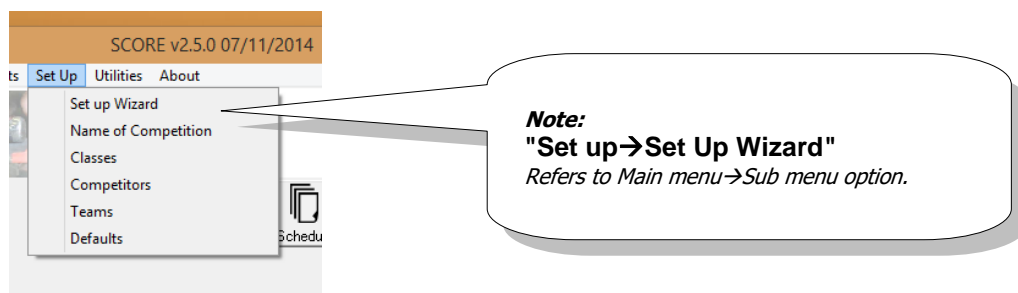 SCORE v2.5.0 07/11/2014
ts Set Up Utilities About
Set up Wizard
Name of Competition
Classes
Competitors
Teams
Defaults
Schedu
Note:
"Set up→Set Up Wizard"
Refers to Main menu→Sub menu option.